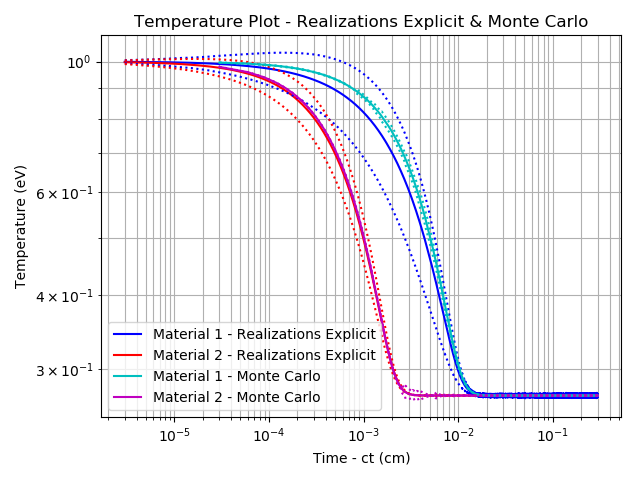 Temperature Plot - Realizations Explicit & Monte Carlo
Temperature (eV)
10⁰
6 × 10⁻¹
4 × 10⁻¹
3 × 10⁻¹
Material 1 - Realizations Explicit
Material 2 - Realizations Explicit
Material 1 - Monte Carlo
Material 2 - Monte Carlo
10⁻⁵ 10⁻⁴ 10⁻³ 10⁻² 10⁻¹
Time - ct (cm)